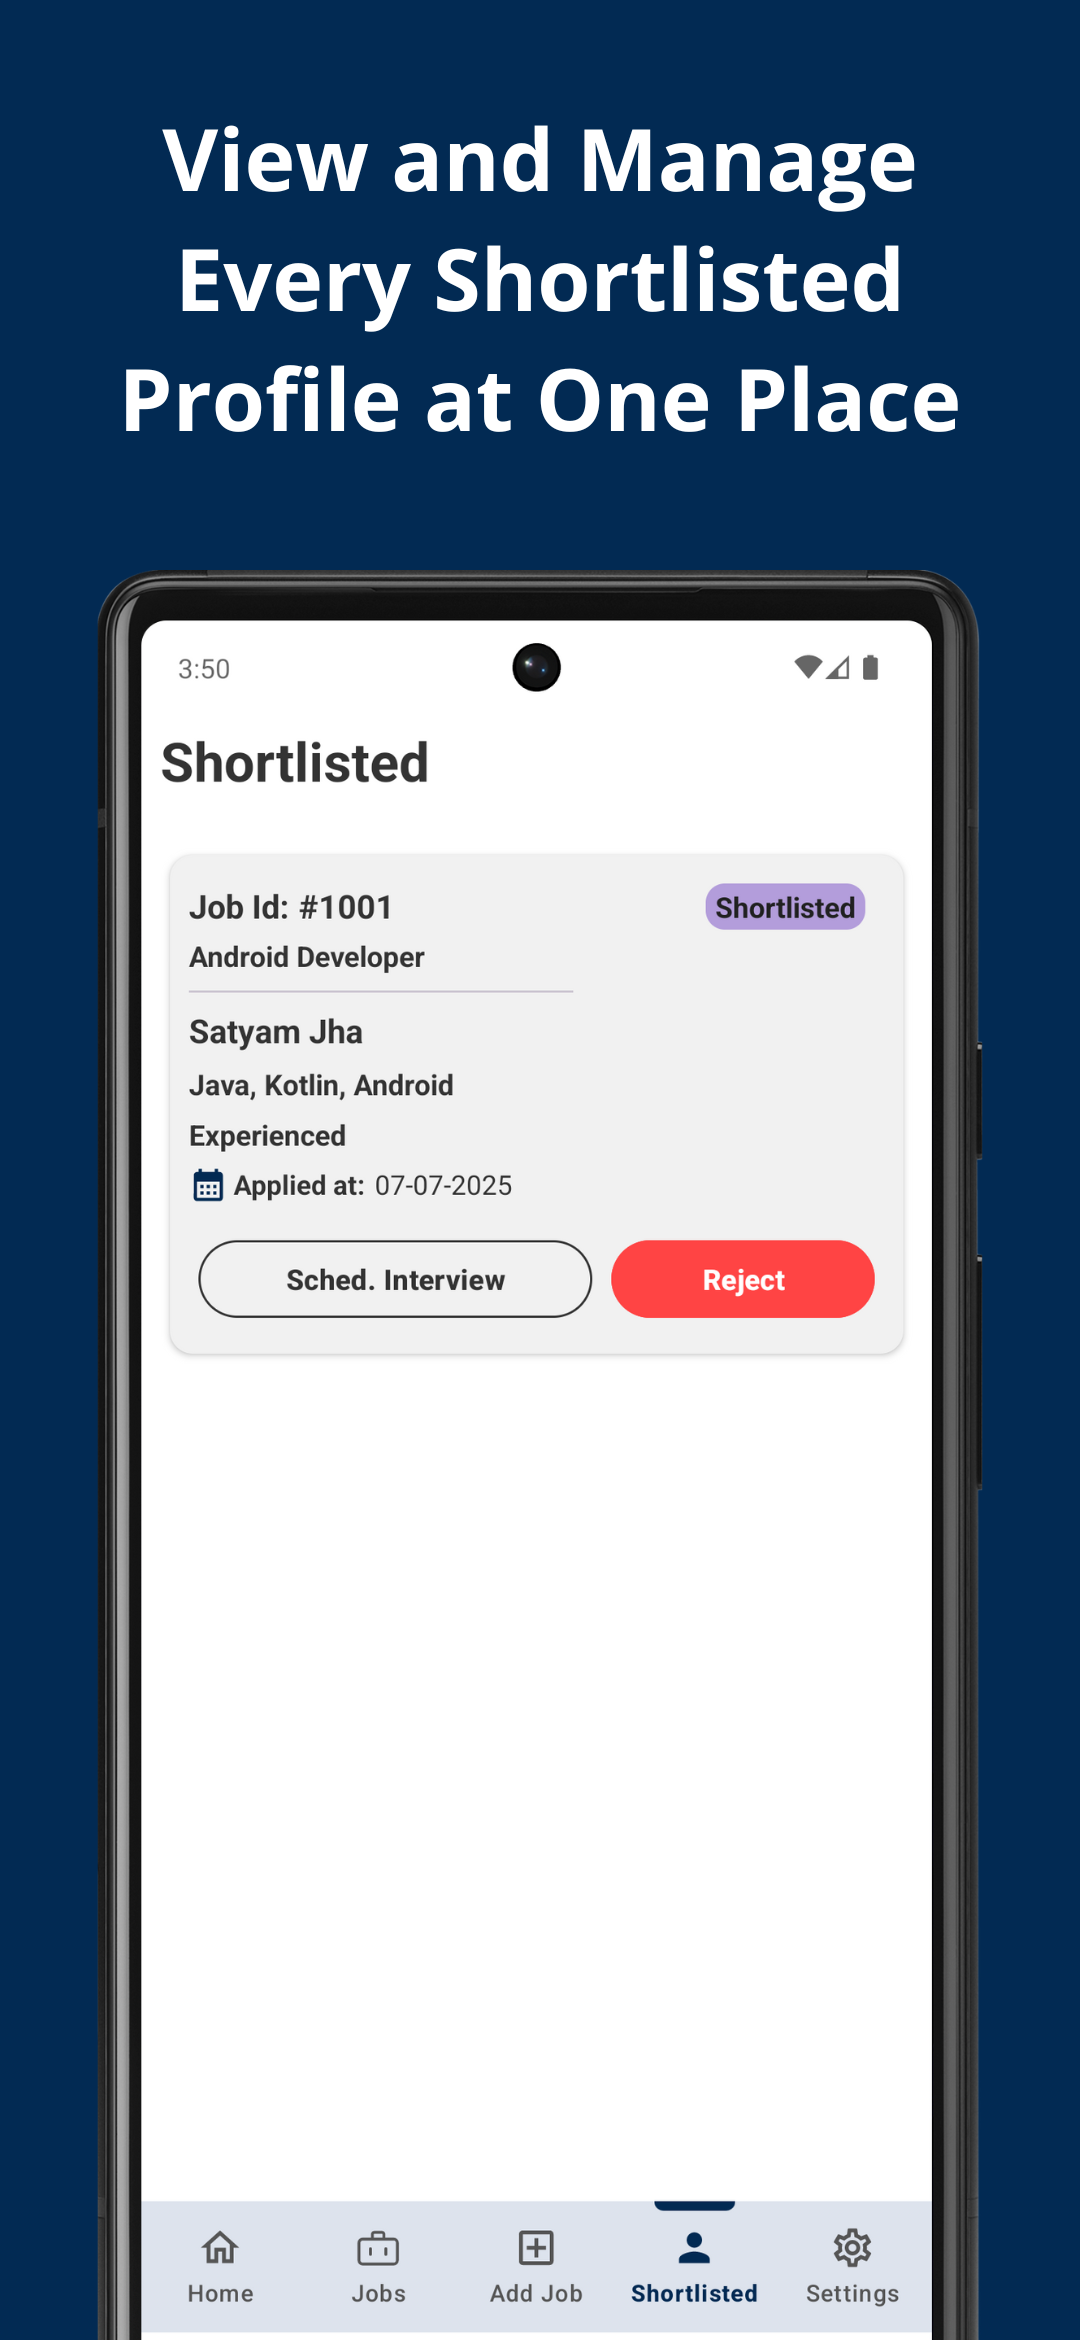 View and Manage
Every Shortlisted
Profile at One Place
3:50
Shortlisted
Job Id: #1001
Shortlisted
Android Developer
Satyam Jha
Java, Kotlin, Android
Experienced
Applied at: 07-07-2025
Sched. Interview
Reject
Home
Jobs
Add Job
Shortlisted
Settings